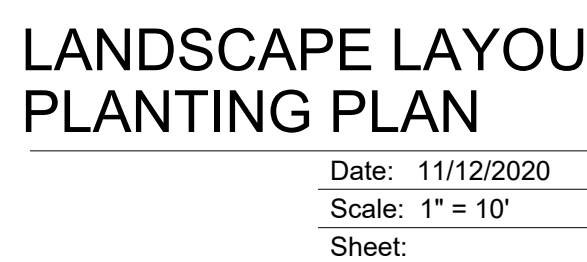 LANDSCAPE LAYOU
PLANTING PLAN
Date: 11/12/2020
Scale: 1" = 10'
Sheet: